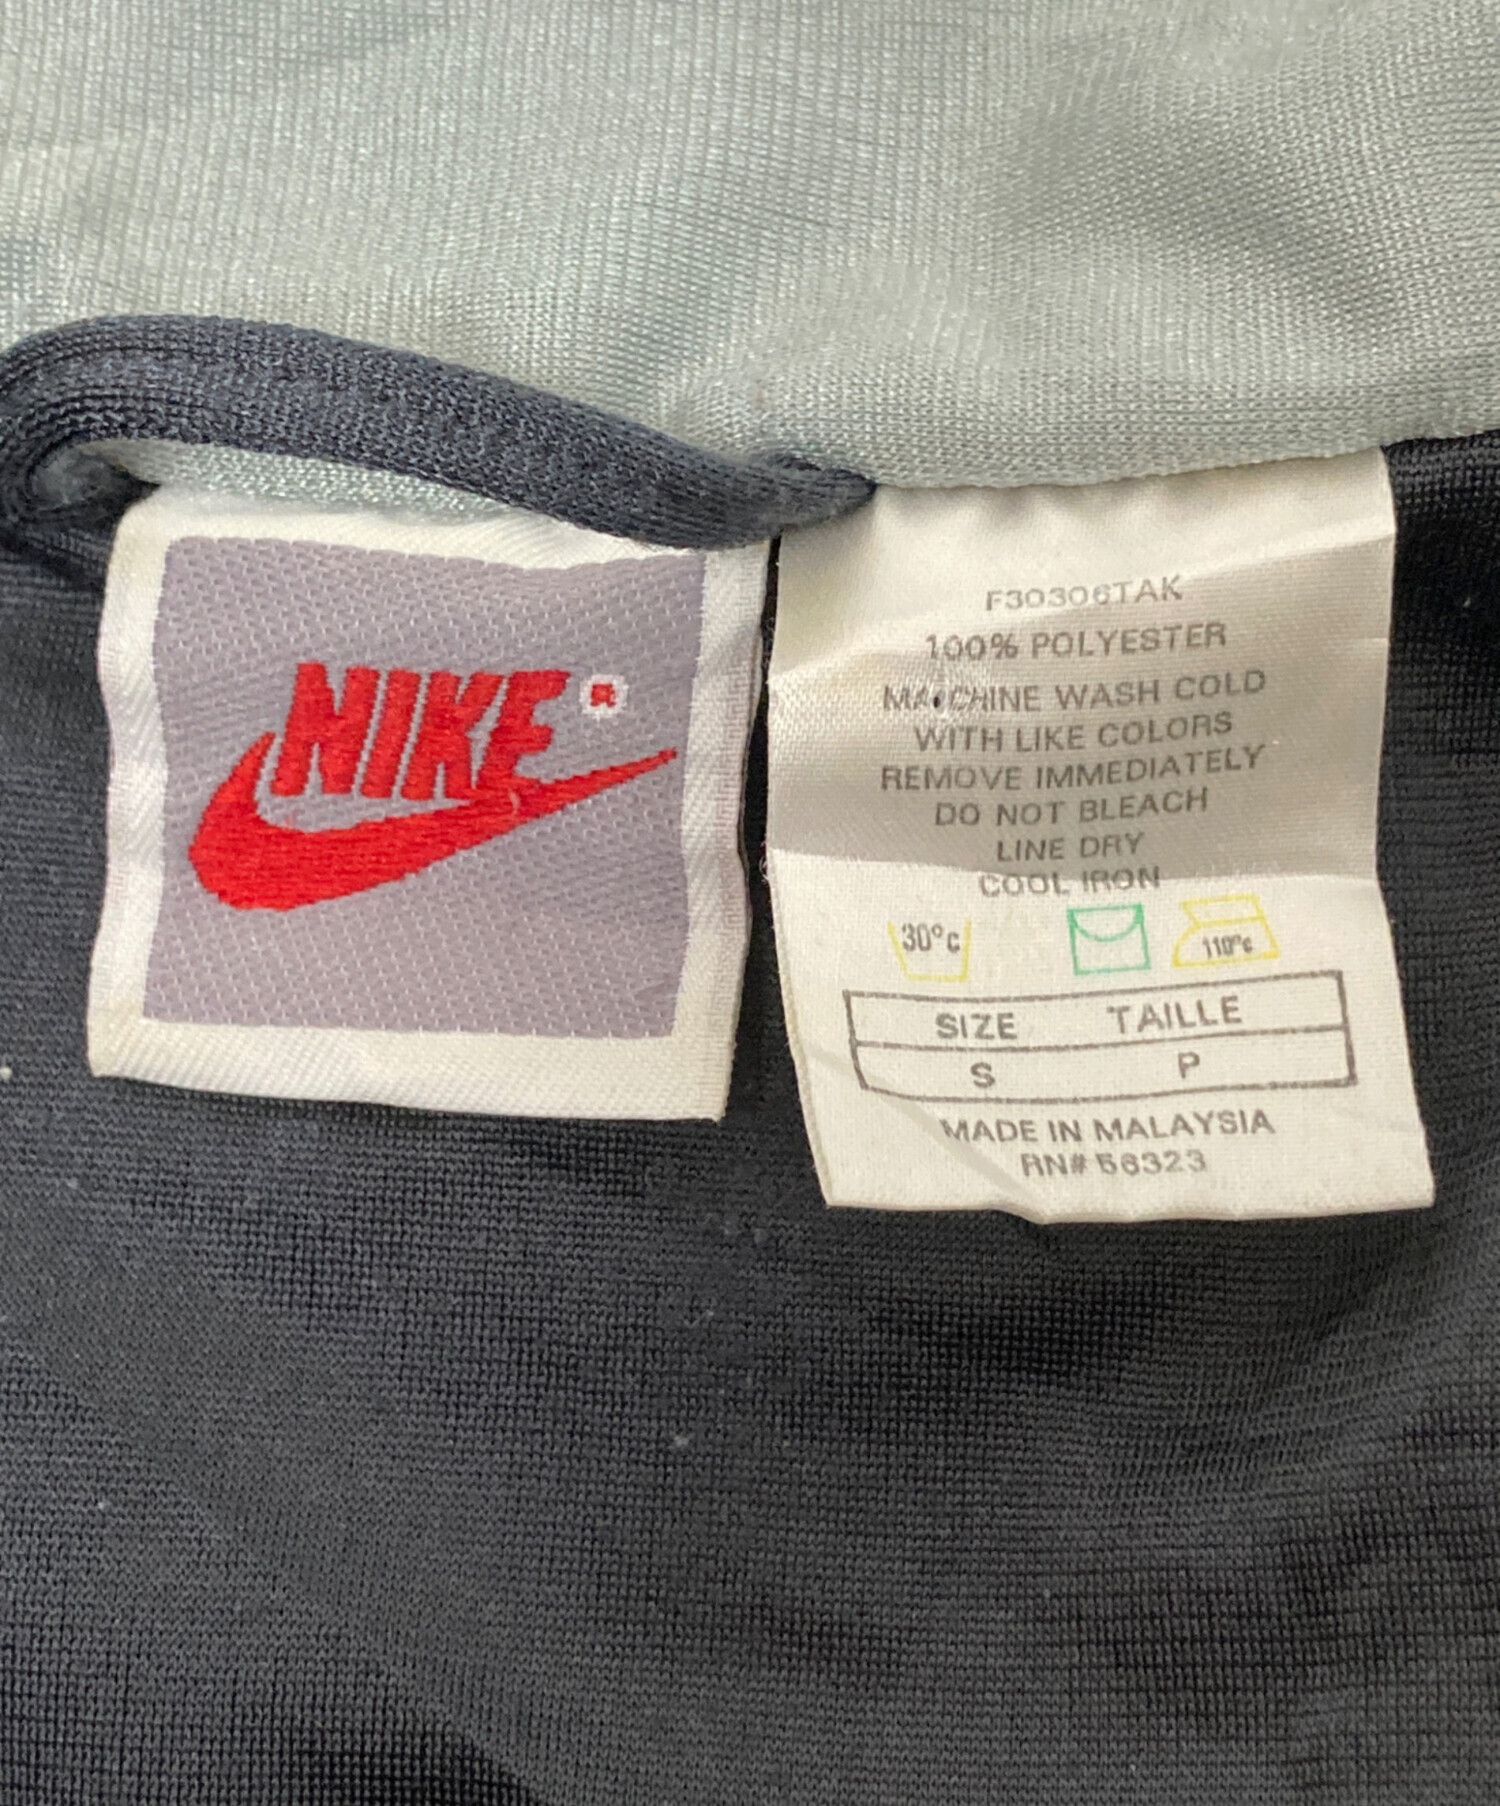 NIKE®
F30306TAK
100% POLYESTER
MACHINE WASH COLD
WITH LIKE COLORS
REMOVE IMMEDIATELY
DO NOT BLEACH
LINE DRY
COOL IRON
30°c 110°c
SIZE TAILLE
S P
MADE IN MALAYSIA
RN# 56323